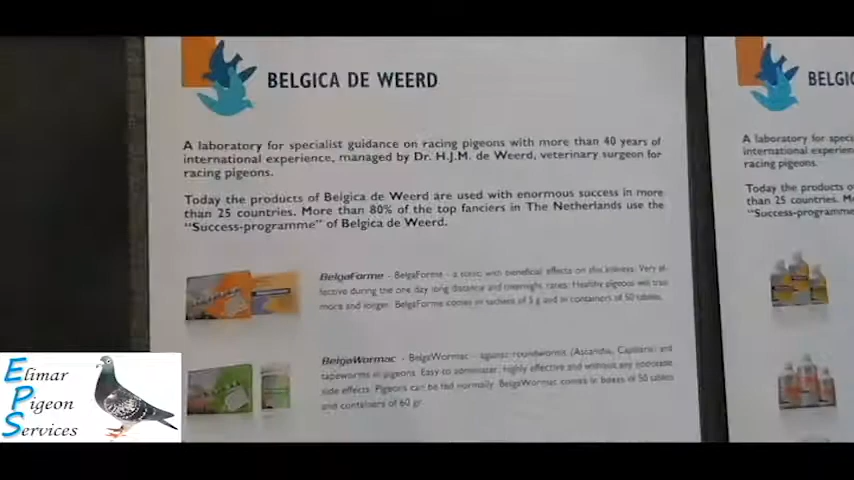 BELGICA DE WEERD
A laboratory for specialist guidance on racing pigeons with more than 40 years of
international experience, managed by Dr. H.J.M. de Weerd, veterinary surgeon for
racing pigeons.
Today the products of Belgica de Weerd are used with enormous success in more
than 25 countries. More than 80% of the top fanciers in The Netherlands use the
"Success-programme" of Belgica de Weerd.
BelgaForme - BelgaForme - a tonic with beneficial effects on the kidneys. Very ef-
fective during the one day long distance and overnight races. Healthy pigeons will train
more and longer. BelgaForme comes in sachets of 5 g and in containers of 50 tablets.
BelgaWormac - BelgaWormac - against roundworms (Ascaridia, Capillaria) and
tapeworms in pigeons. Easy to administer, highly effective and without any noticeable
side effects. Pigeons can be fed normally. BelgaWormac comes in boxes of 50 tablets
and containers of 60 gr.
BELGIC
A laboratory for spec
international experien
racing pigeons.
Today the products o
than 25 countries. M
"Success-programme
Elimar
Pigeon
Services